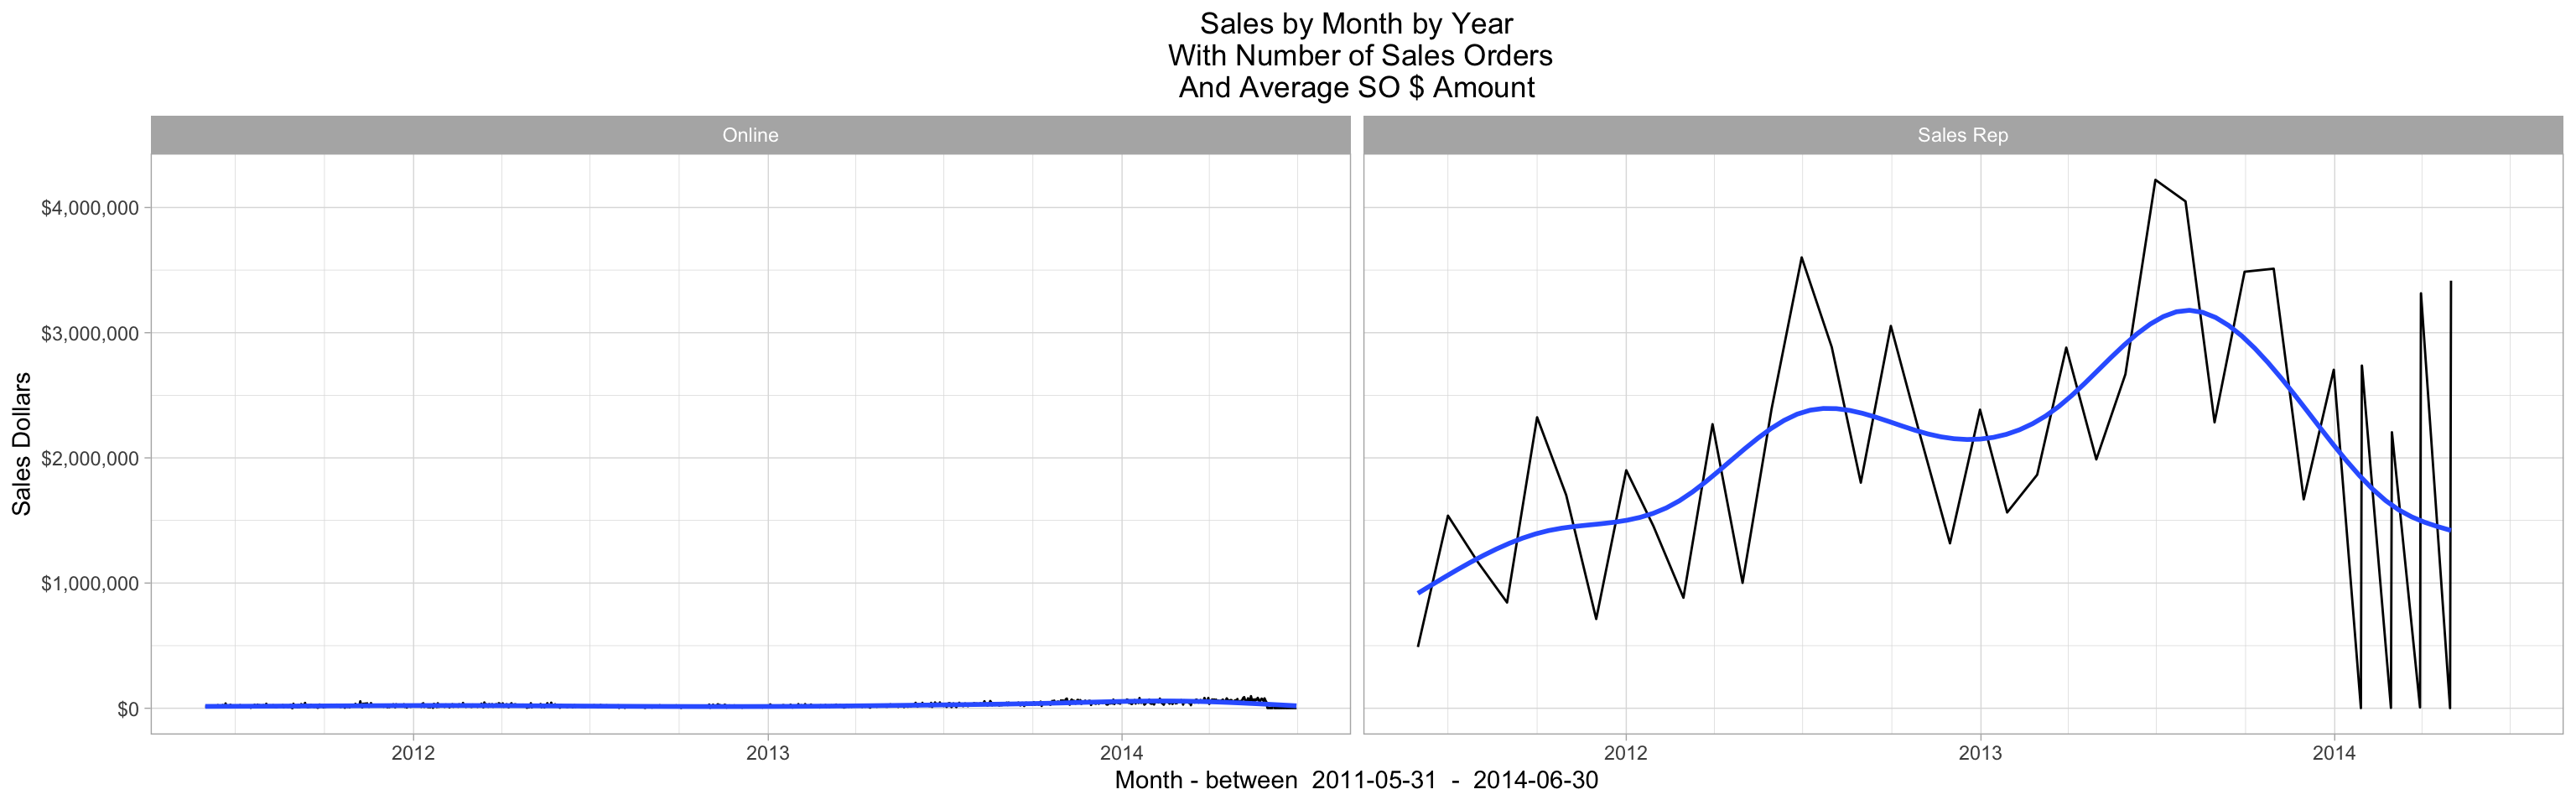 Sales by Month by Year
With Number of Sales Orders
And Average SO $ Amount
Online
Sales Rep
Sales Dollars
$4,000,000
$3,000,000
$2,000,000
$1,000,000
$0
2012
2013
2014
2012
2013
2014
Month - between 2011-05-31 - 2014-06-30